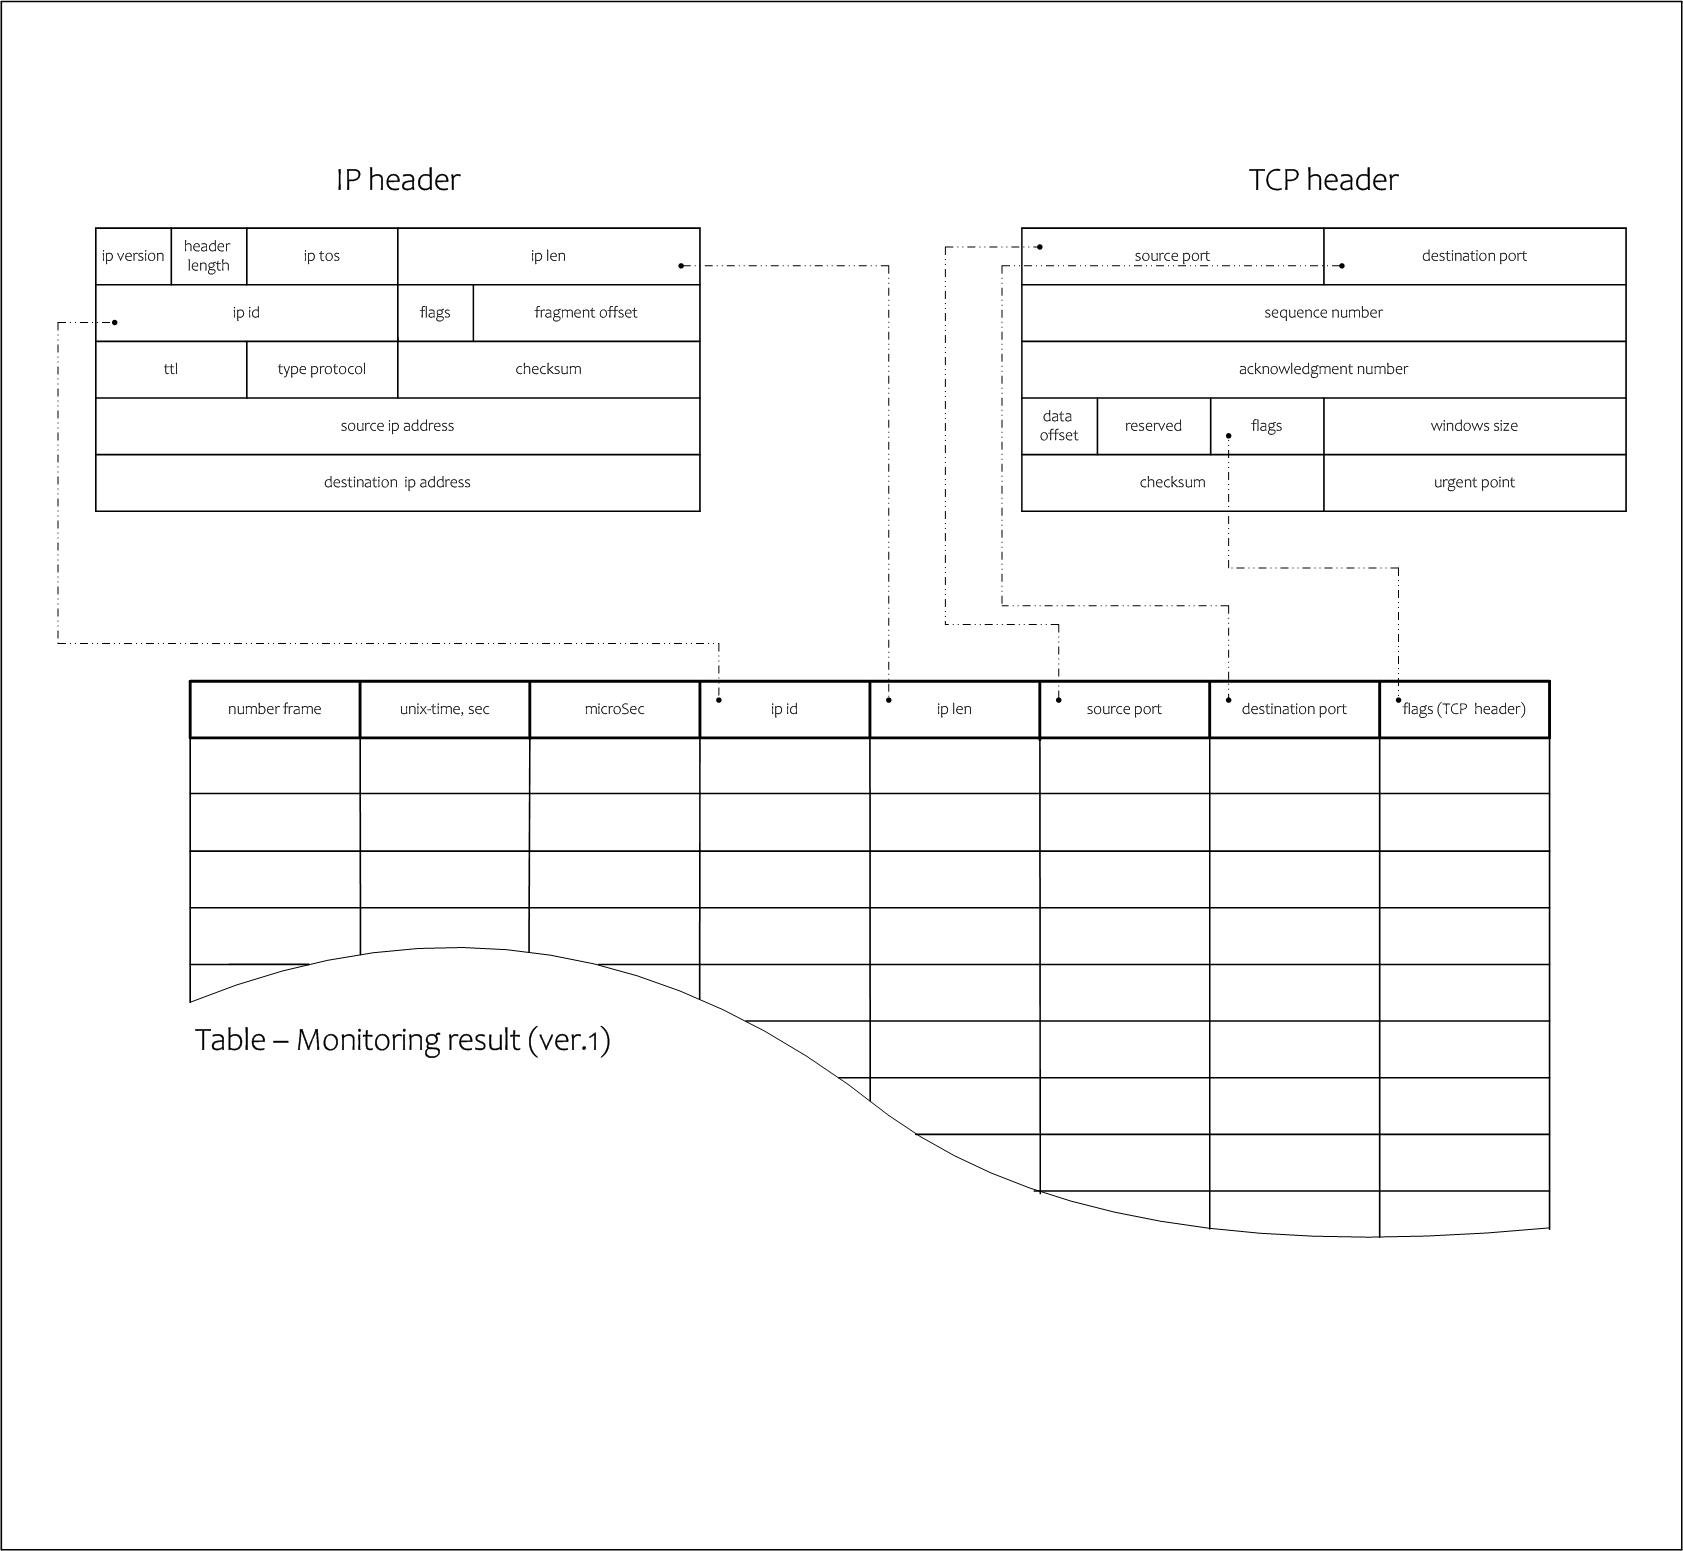 IP header
TCP header
ip version
header
length
ip tos
ip len
ip id
flags
fragment offset
ttl
type protocol
checksum
source ip address
destination ip address
source port
destination port
sequence number
acknowledgment number
data
offset
reserved
flags
windows size
checksum
urgent point
number frame
unix-time, sec
microSec
ip id
ip len
source port
destination port
flags (TCP header)
Table – Monitoring result (ver.1)